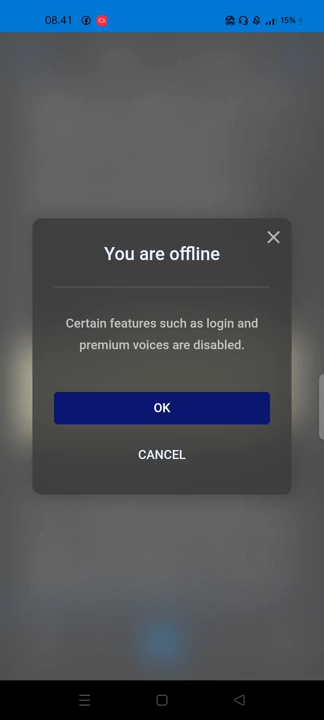 08.41
15%
You are offline
Certain features such as login and
premium voices are disabled.
OK
CANCEL